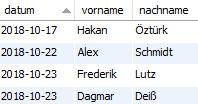 datum vorname nachname
2018-10-17 Hakan Öztürk
2018-10-22 Alex Schmidt
2018-10-23 Frederik Lutz
2018-10-23 Dagmar Deiß